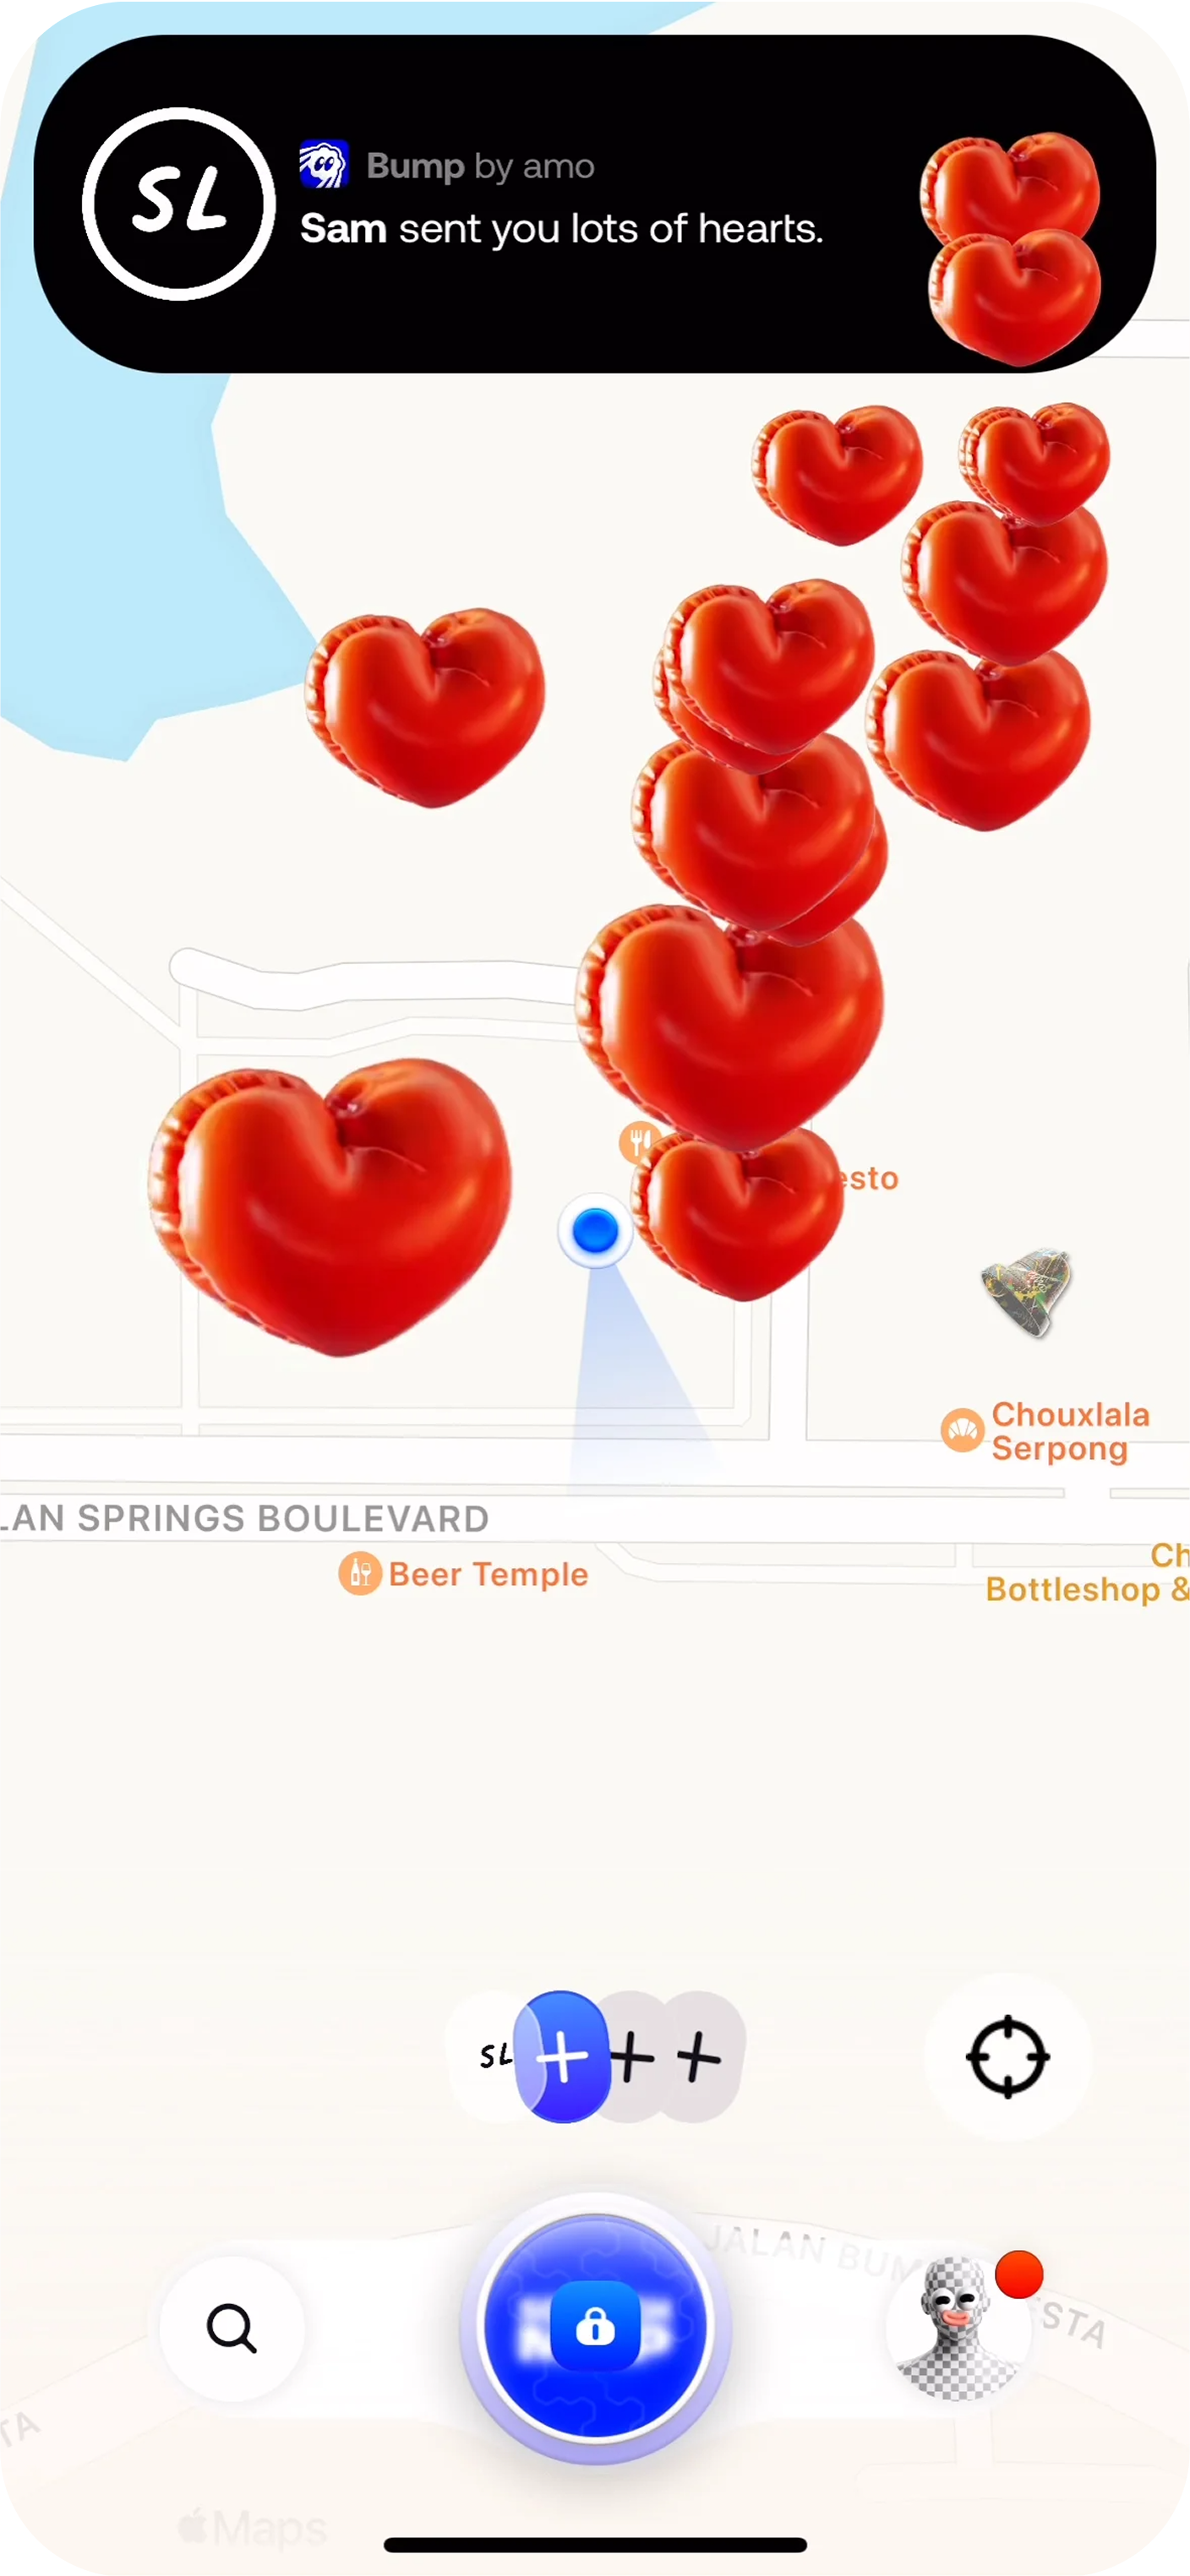 SL
Bump by amo
Sam sent you lots of hearts.
esto
Chouxlala
Serpong
LAN SPRINGS BOULEVARD
Beer Temple
Ch
Bottleshop &
SL
JALAN BUM
STA
TA
Maps